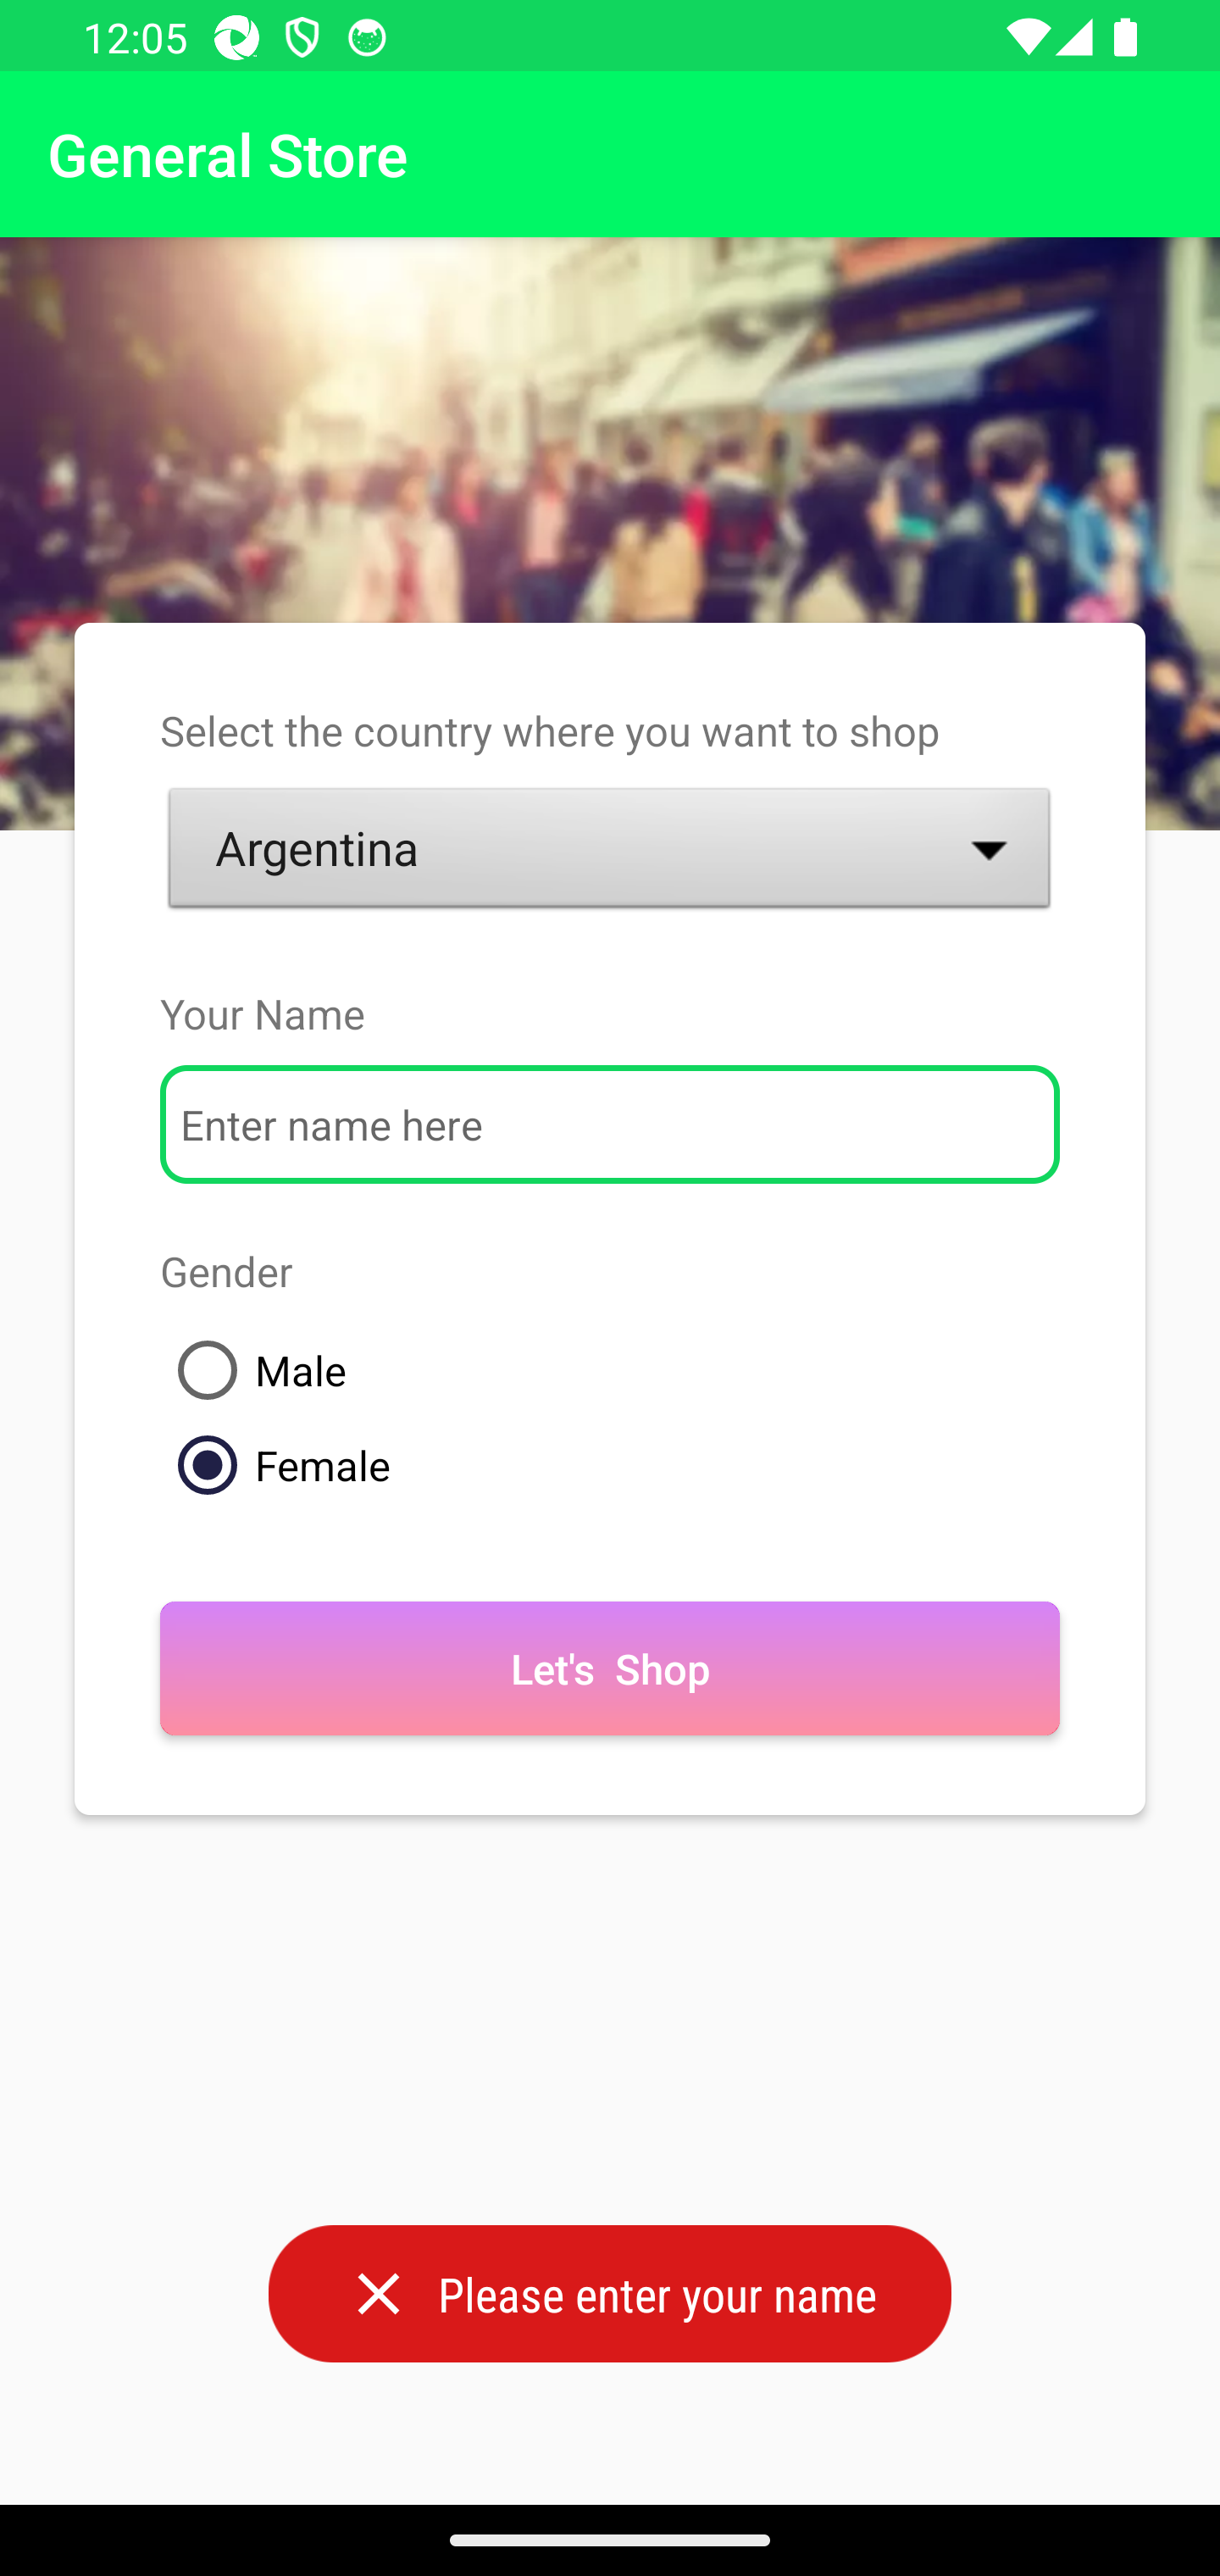 12:05
General Store
Select the country where you want to shop
Argentina
Your Name
Enter name here
Gender
Male
Female
Let's  Shop
Please enter your name